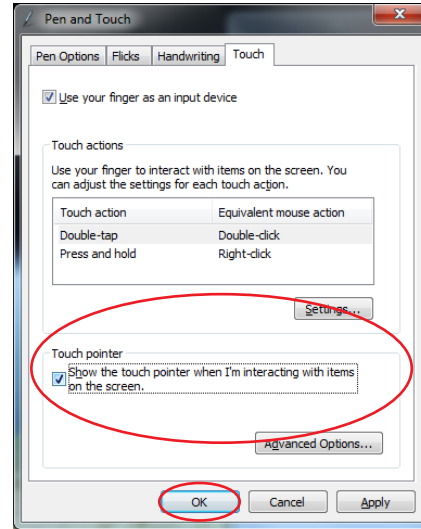 Pen and Touch
Pen Options Flicks Handwriting Touch
Use your finger as an input device
Touch actions
Use your finger to interact with items on the screen. You
can adjust the settings for each touch action.
Touch action Equivalent mouse action
Double-tap Double-click
Press and hold Right-click
Settings...
Touch pointer
Show the touch pointer when I'm interacting with items
on the screen.
Advanced Options...
OK Cancel Apply